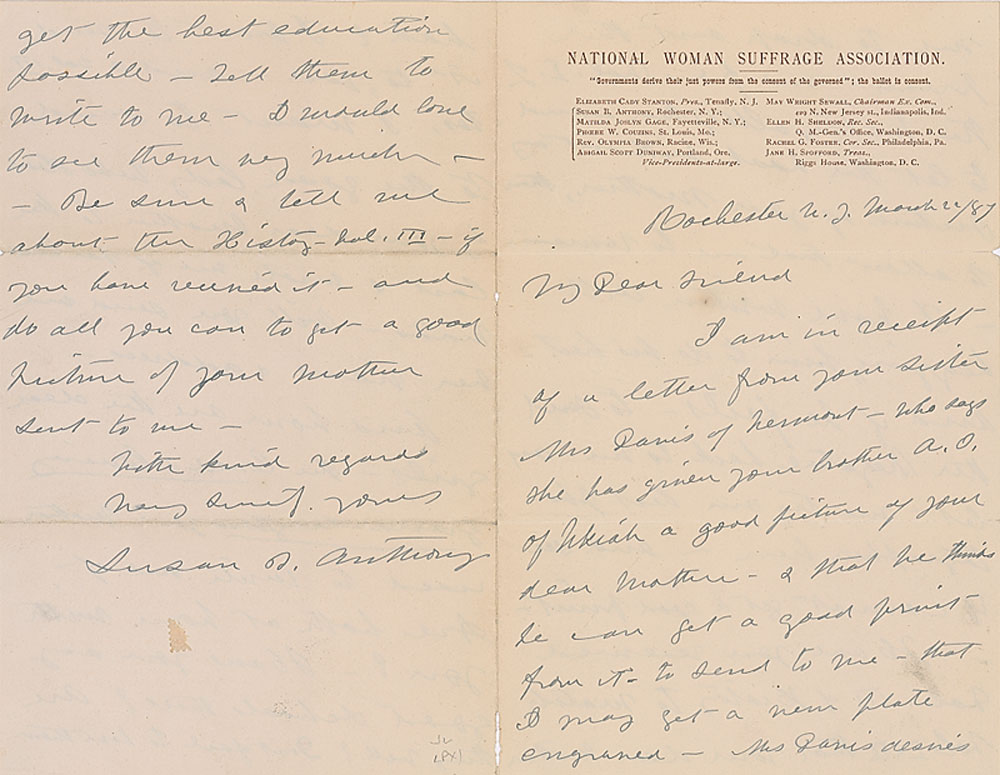 NATIONAL WOMAN SUFFRAGE ASSOCIATION.
"Governments derive their just powers from the consent of the governed"; the ballot is consent.
ELIZABETH CADY STANTON, Pres., Tenafly, N. J.
SUSAN B. ANTHONY, Rochester, N. Y.;
MATILDA JOSLYN GAGE, Fayetteville, N. Y.;
PHOEBE W. COUZINS, St. Louis, Mo.;
REV. OLYMPIA BROWN, Racine, Wis.;
ABIGAIL SCOTT DUNIWAY, Portland, Ore,
Vice-Presidents-at-large.
MAY WRIGHT SEWALL, Chairman Ex. Com.,
N. New Jersey st., Indianapolis, Ind.
ELLEN H. SHELDON, Rec. Sec.,
Q. M.-Gen.'s Office, Washington, D. C.
RACHEL G. FOSTER, Cor. Sec., Philadelphia, Pa.
JANE H. SPOFFORD, Treas.,
Riggs House, Washington, D. C.
Rochester N. Y. March
My Dear Friend
I am in receipt
of a letter from your sister
Mrs Davis of Vermont - who says
she has given your brother A. O.
of Ukiah a good picture of your
dear Mother - & that he thinks
he can get a good print
from it - to send to me - that
I may get a new plate
engraved - Mrs Davis desires
get the best education
possible - Tell them to
write to me - I would love
to see them very much -
- Be sure & tell me
about the History - Vol. III - if
you have received it - and
do all you can to get a good
picture of your mother
sent to me -
With kind regards
Very yours
Susan B. Anthony